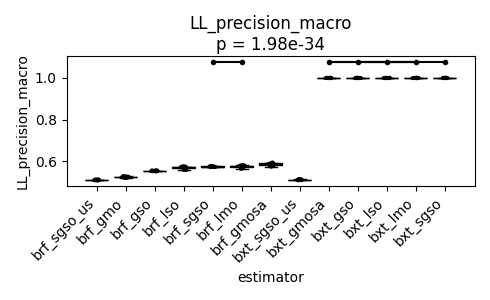 LL_precision_macro
p = 1.98e-34
LL_precision_macro
1.0
0.8
0.6
brf_sgso_us
brf_gmo
brf_gso
brf_lso
brf_sgso
brf_lmo
brf_gmosa
bxt_sgso_us
bxt_gmosa
bxt_gso
bxt_lso
bxt_lmo
bxt_sgso
estimator